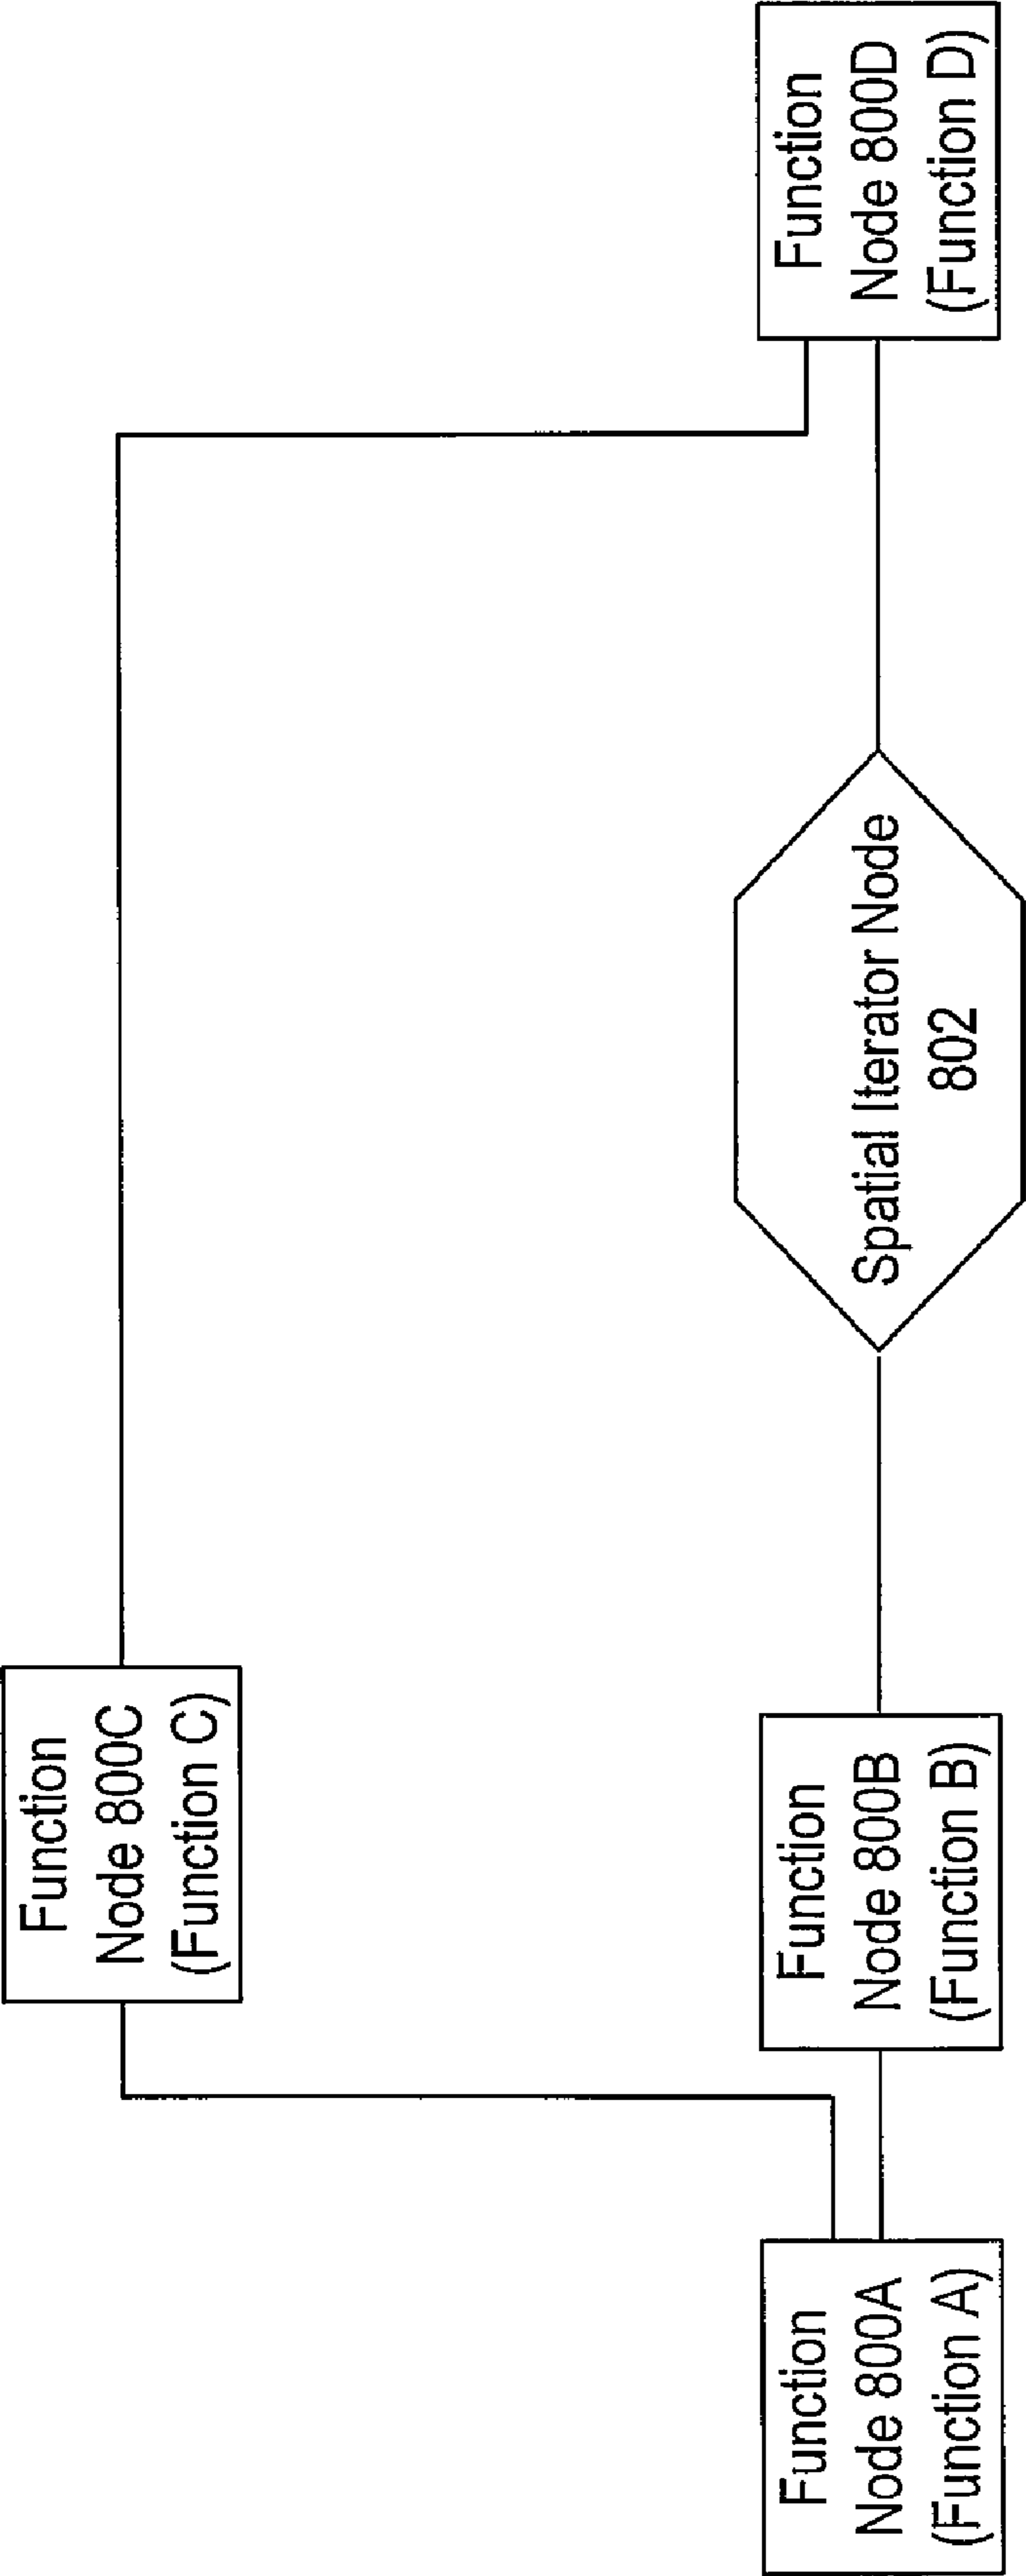 Function
Node 800C
(Function C)
Function
Node 800A
(Function A)
Function
Node 800B
(Function B)
Spatial Iterator Node
802
Function
Node 800D
(Function D)